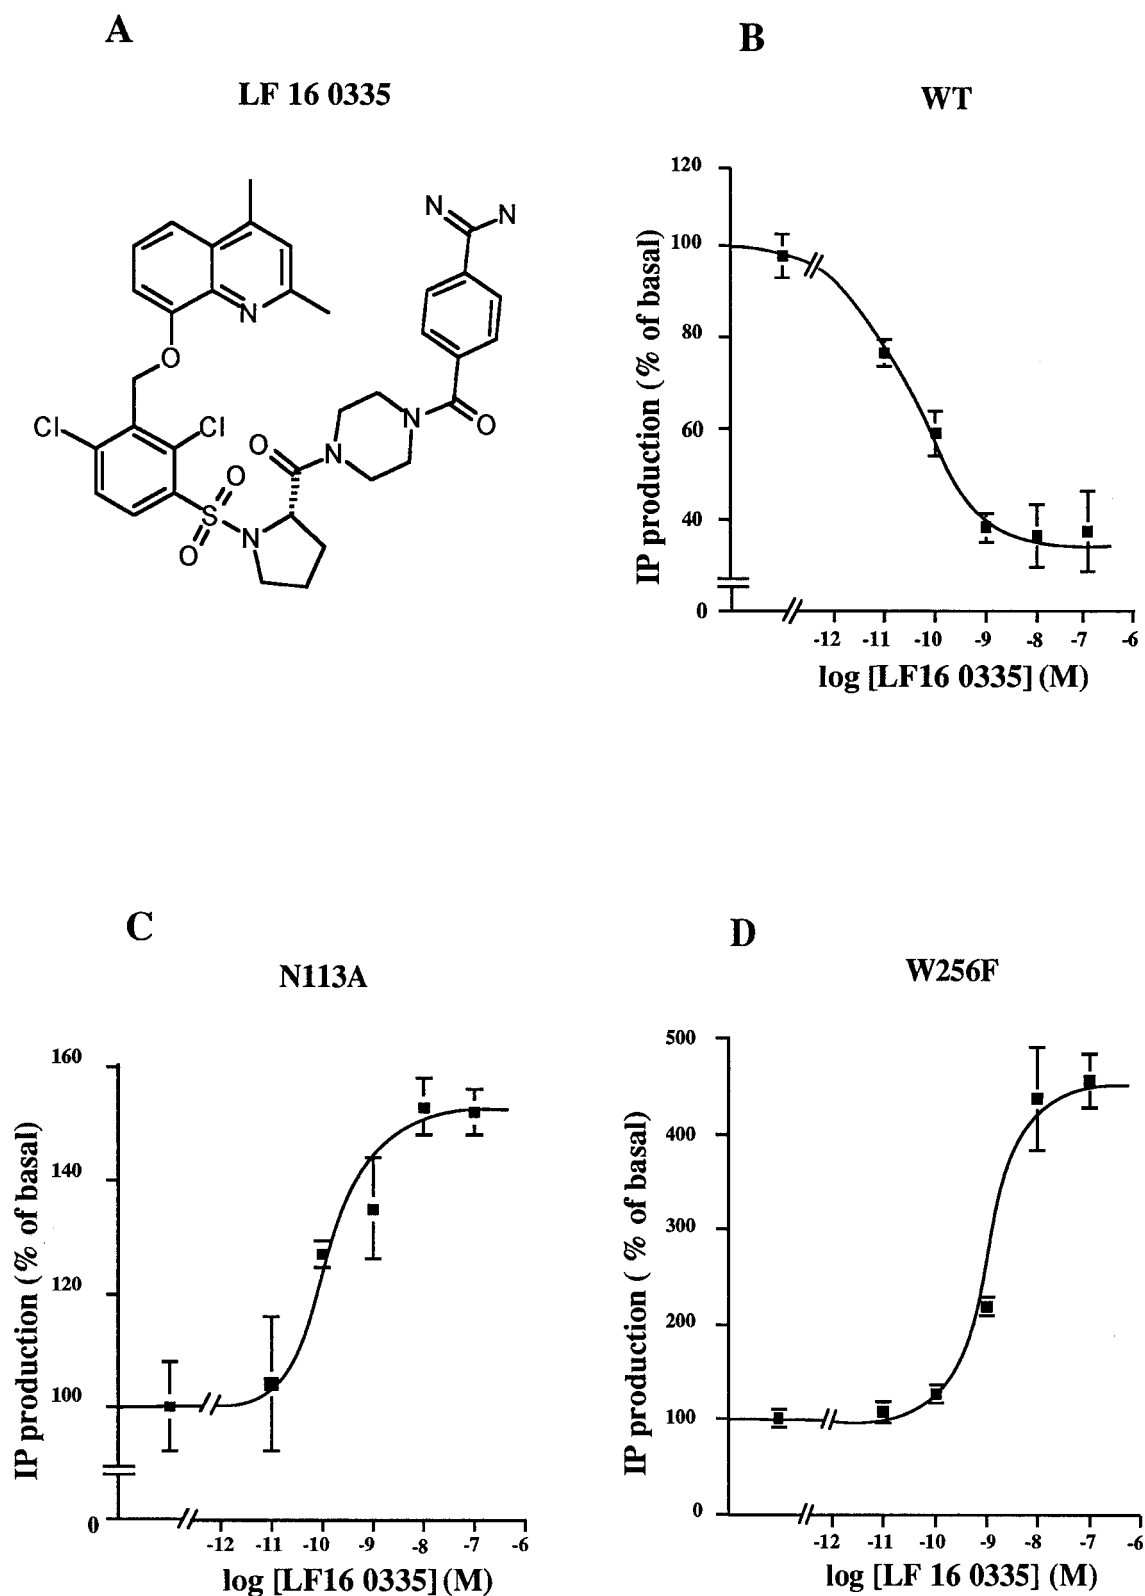 A
LF 16 0335
N
N
N
O
Cl
Cl
O
N
N
O
O
S
O
N
B
WT
IP production (% of basal)
120
100
80
60
40
0
-12 -11 -10 -9 -8 -7 -6
log [LF16 0335] (M)
C
N113A
IP production (% of basal)
160
140
120
100
0
-12 -11 -10 -9 -8 -7 -6
log [LF16 0335] (M)
D
W256F
IP production ( % of basal)
500
400
300
200
100
0
-12 -11 -10 -9 -8 -7 -6
log [LF 16 0335] (M)